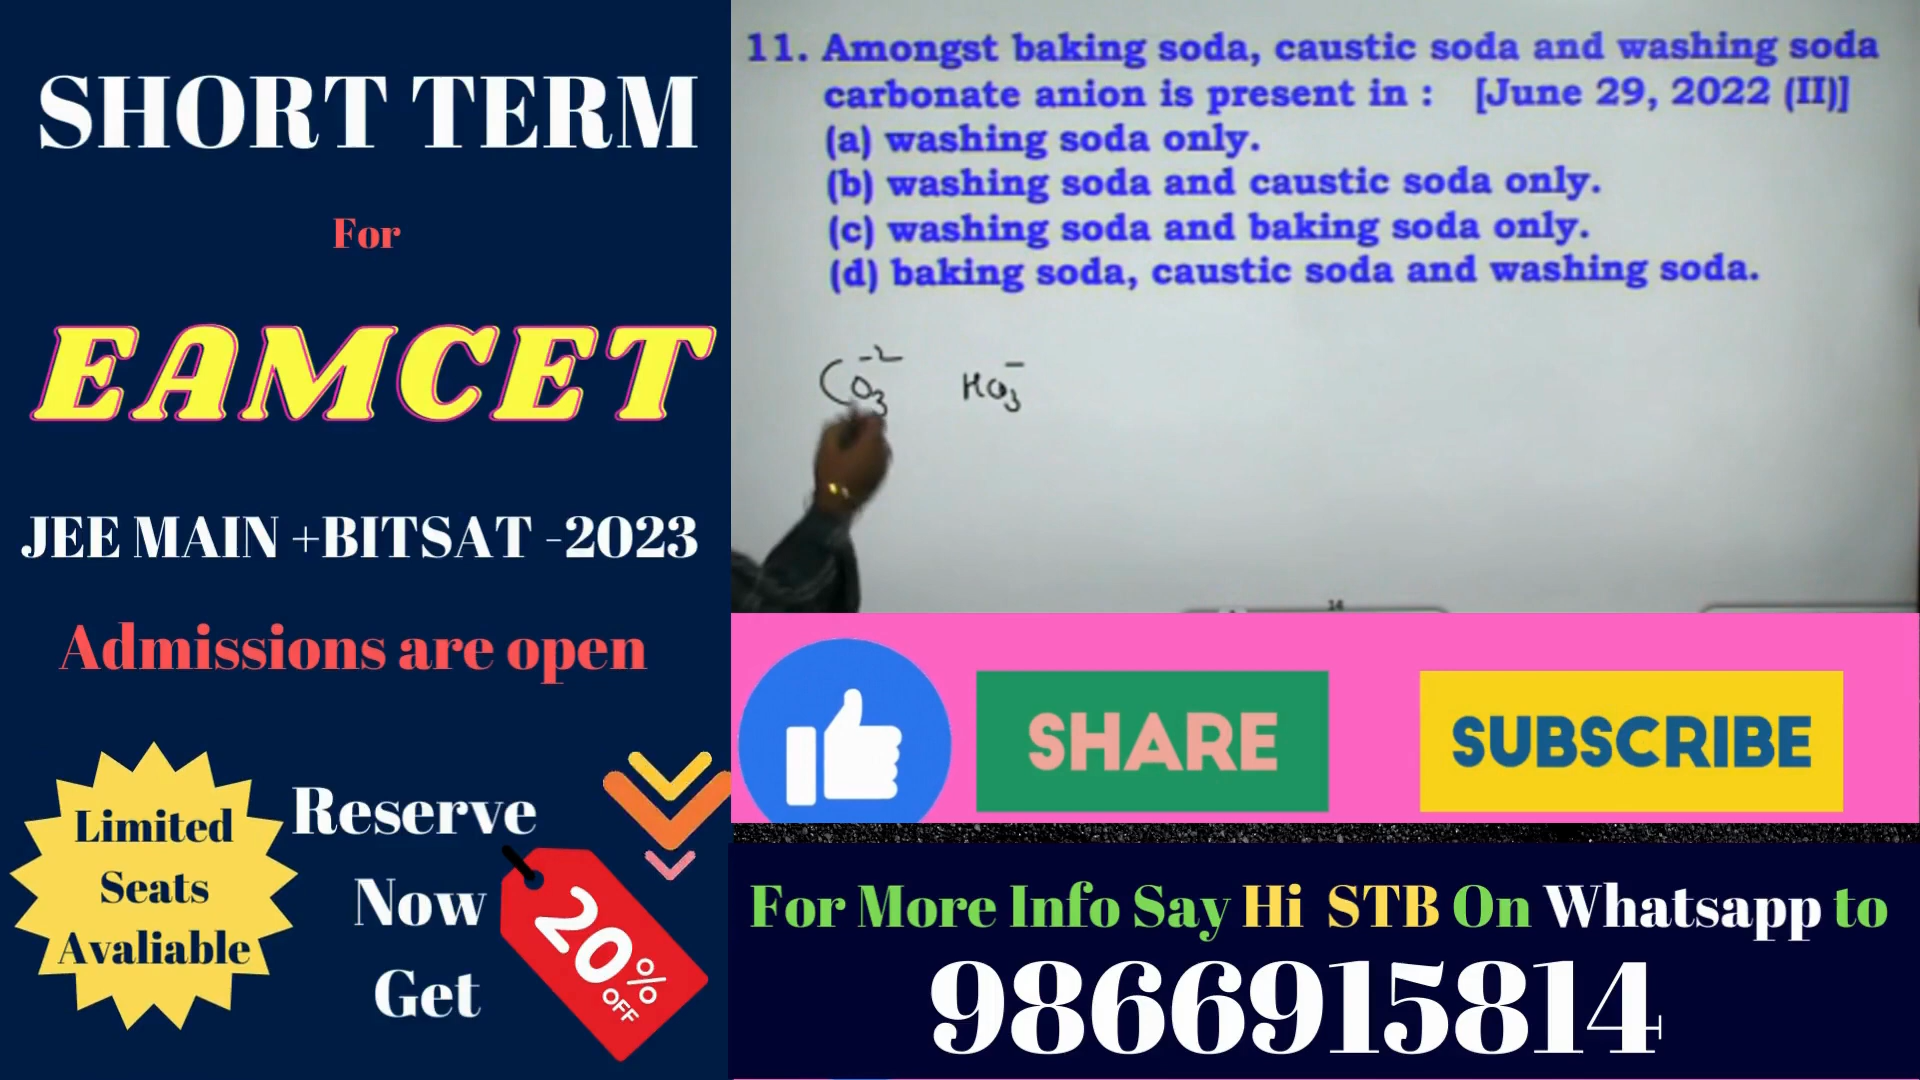 SHORT TERM
For
EAMCET
JEE MAIN +BITSAT -2023
Admissions are open
Limited
Seats
Avaliable
Reserve
Now
Get
20%
OFF
11. Amongst baking soda, caustic soda and washing soda
carbonate anion is present in : [June 29, 2022 (II)]
(a) washing soda only.
(b) washing soda and caustic soda only.
(c) washing soda and baking soda only.
(d) baking soda, caustic soda and washing soda.
CO₃⁻² HCO₃⁻
14
SHARE
SUBSCRIBE
For More Info Say Hi STB On Whatsapp to
9866915814